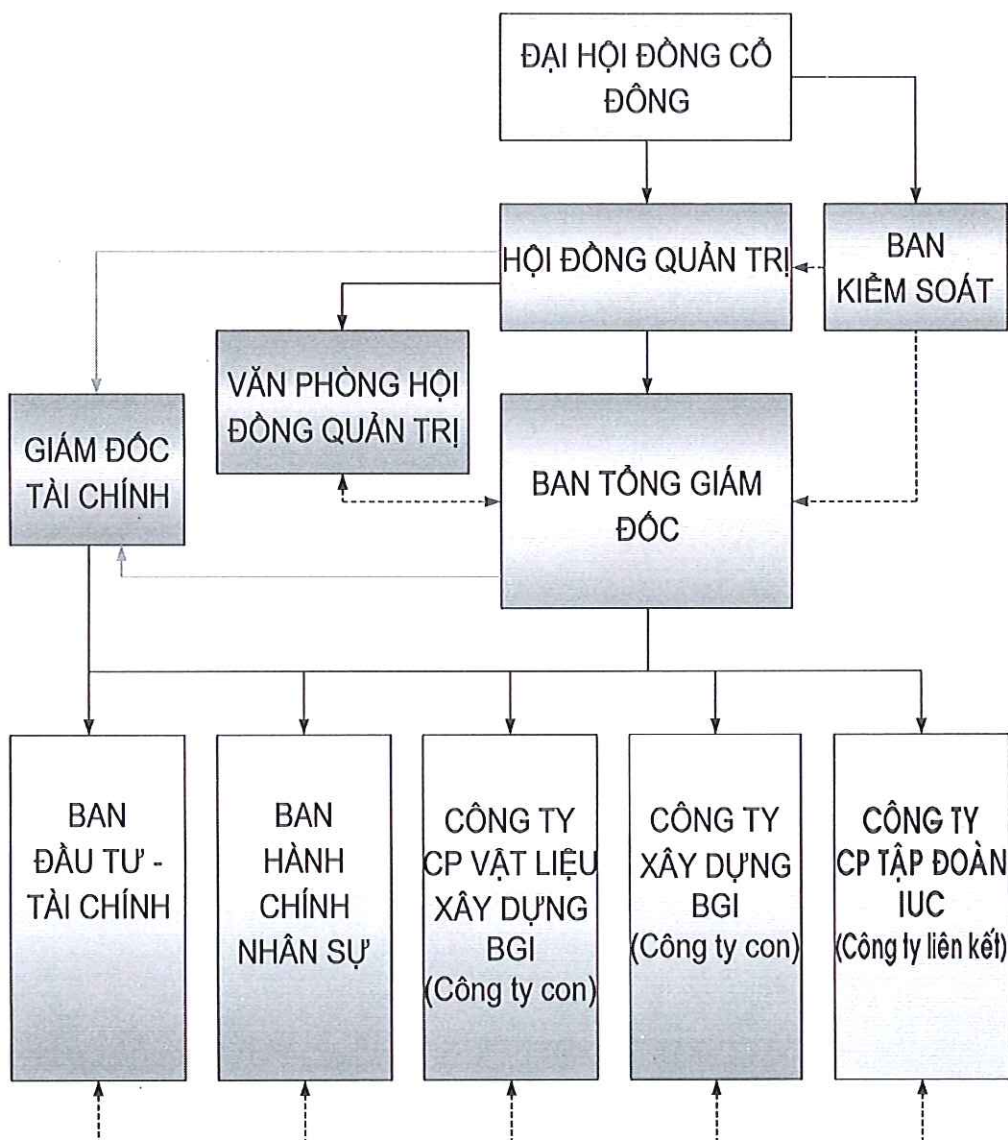 ĐẠI HỘI ĐỒNG CỔ
ĐÔNG
HỘI ĐỒNG QUẢN TRỊ
BAN
KIỂM SOÁT
VĂN PHÒNG HỘI
ĐỒNG QUẢN TRỊ
GIÁM ĐỐC
TÀI CHÍNH
BAN TỔNG GIÁM
ĐỐC
BAN
ĐẦU TƯ -
TÀI CHÍNH
BAN
HÀNH
CHÍNH
NHÂN SỰ
CÔNG TY
CP VẬT LIỆU
XÂY DỰNG
BGI
(Công ty con)
CÔNG TY
XÂY DỰNG
BGI
(Công ty con)
CÔNG TY
CP TẬP ĐOÀN
IUC
(Công ty liên kết)